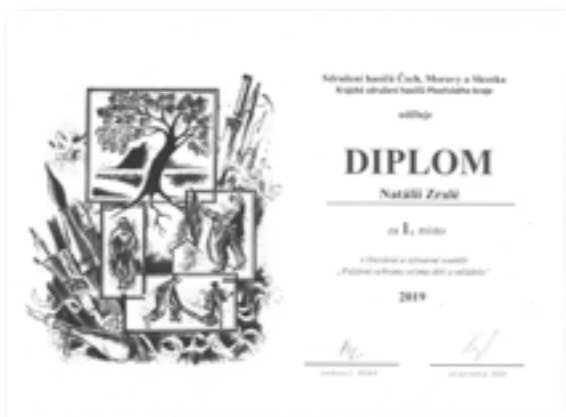 Sdružení hasičů Čech, Moravy a Slezska
Krajské sdružení hasičů Plzeňského kraje
uděluje
DIPLOM
Natálii Zralé
za 1. místo
v literární a výtvarné soutěži
„Požární ochrana očima dětí a mládeže“
2019